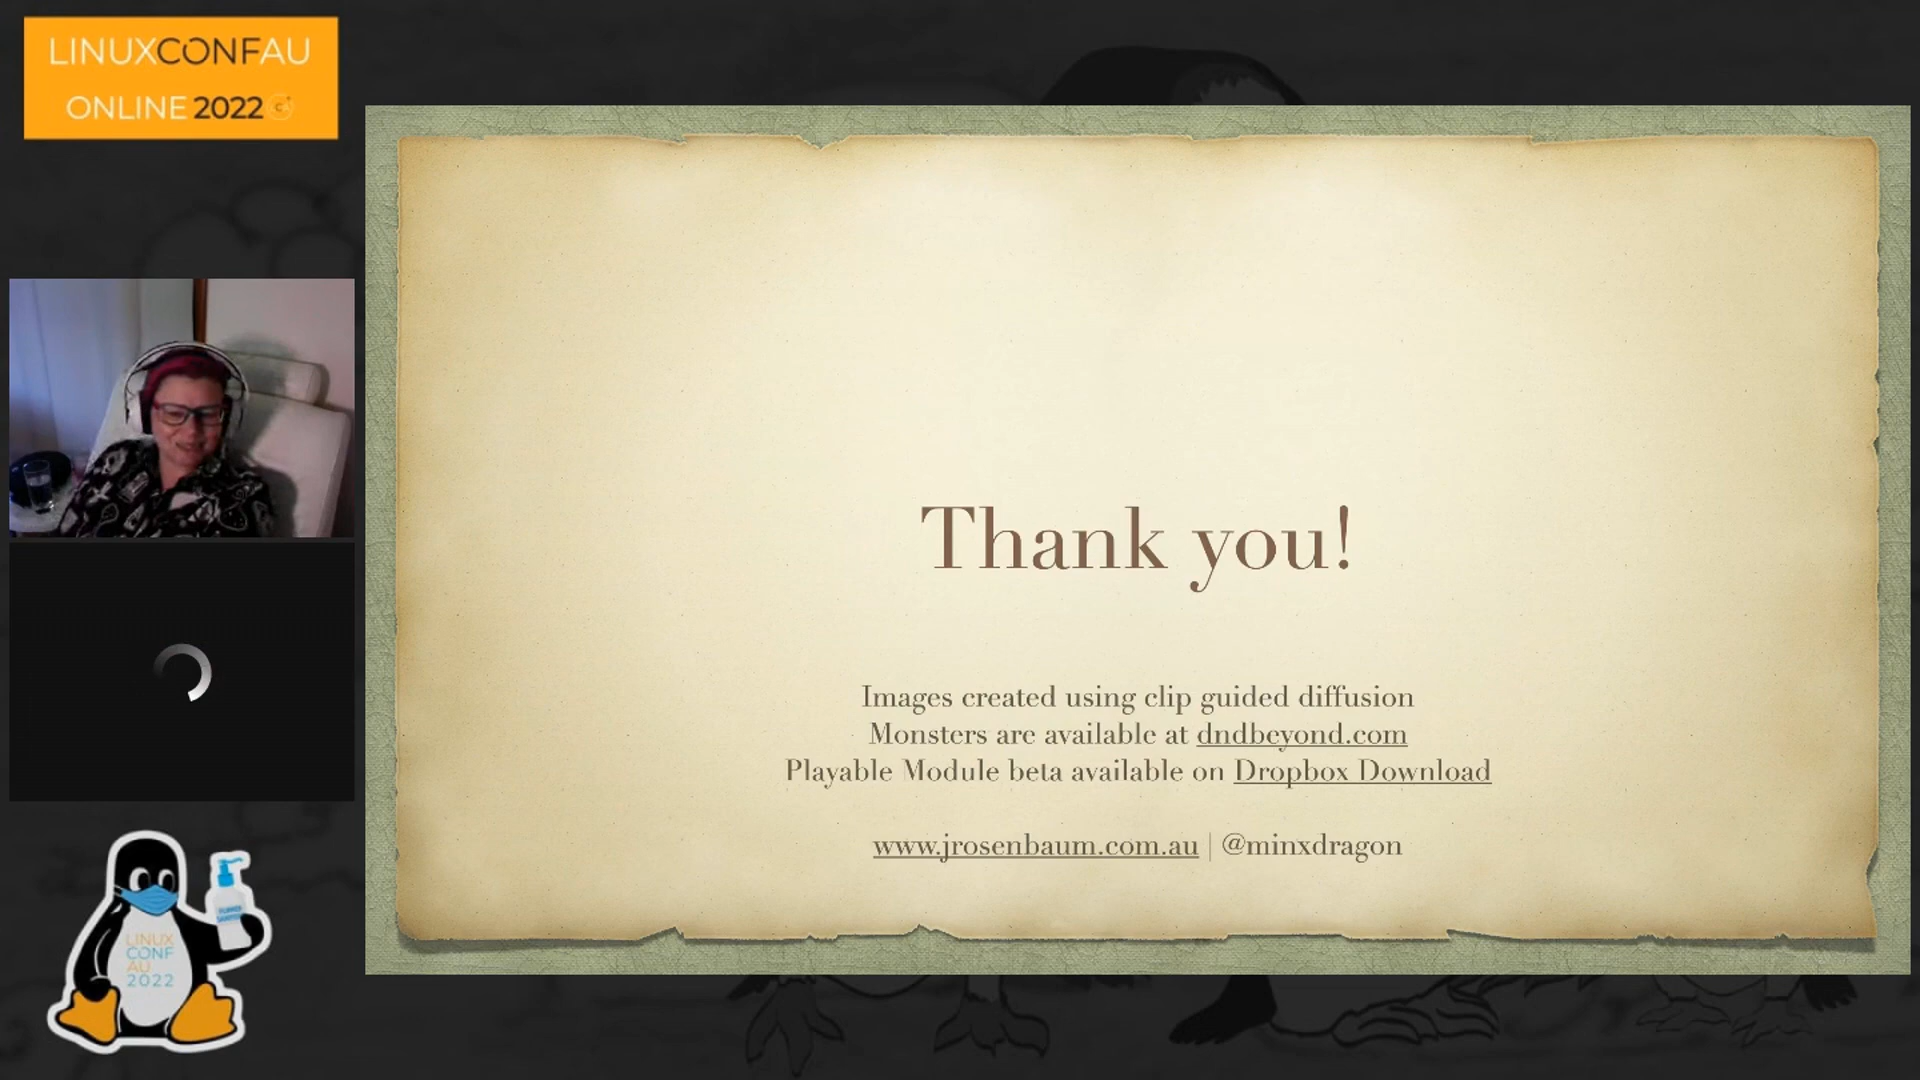 LINUXCONFAU
ONLINE 2022
Thank you!
Images created using clip guided diffusion
Monsters are available at dndbeyond.com
Playable Module beta available on Dropbox Download
www.jrosenbaum.com.au | @minxdragon
LINUX
CONF
AU
2022